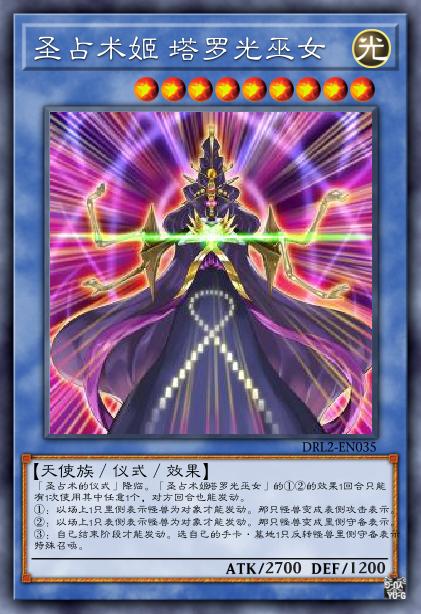 圣占术姬 塔罗光巫女
光
DRL2-EN035
【天使族／仪式／效果】
「圣占术的仪式」降临。「圣占术姬塔罗光巫女」的①②的效果1回合只能
有1次使用其中任意1个，对方回合也能发动。
①：以场上1只里侧表示怪兽为对象才能发动。那只怪兽变成表侧攻击表示。
②：以场上1只表侧表示怪兽为对象才能发动。那只怪兽变成里侧守备表示。
③：自己结束阶段才能发动。选自己的手卡·墓地1只反转怪兽里侧守备表示
特殊召唤。
ATK/2700 DEF/1200